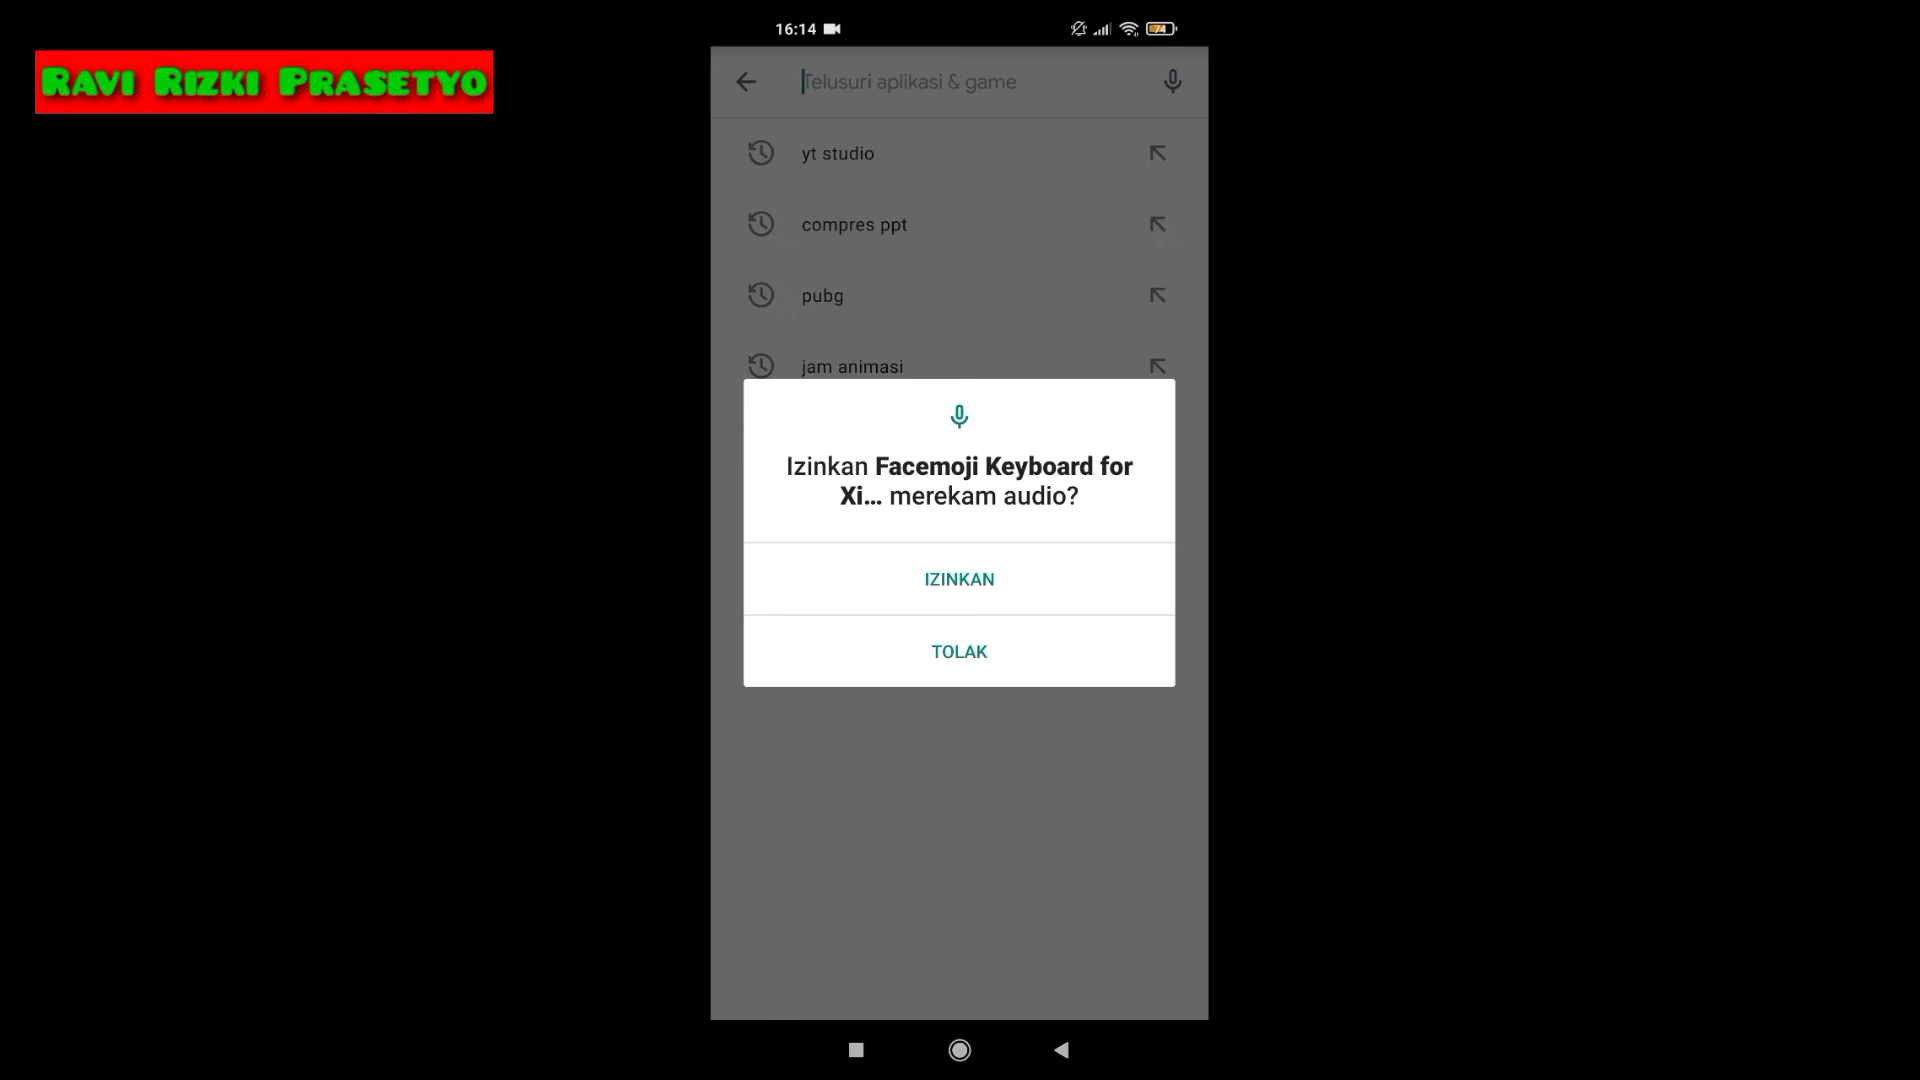 16:14
74
Ravi Rizki Prasetyo
Telusuri aplikasi & game
yt studio
compres ppt
pubg
jam animasi
Izinkan Facemoji Keyboard for
Xi... merekam audio?
IZINKAN
TOLAK